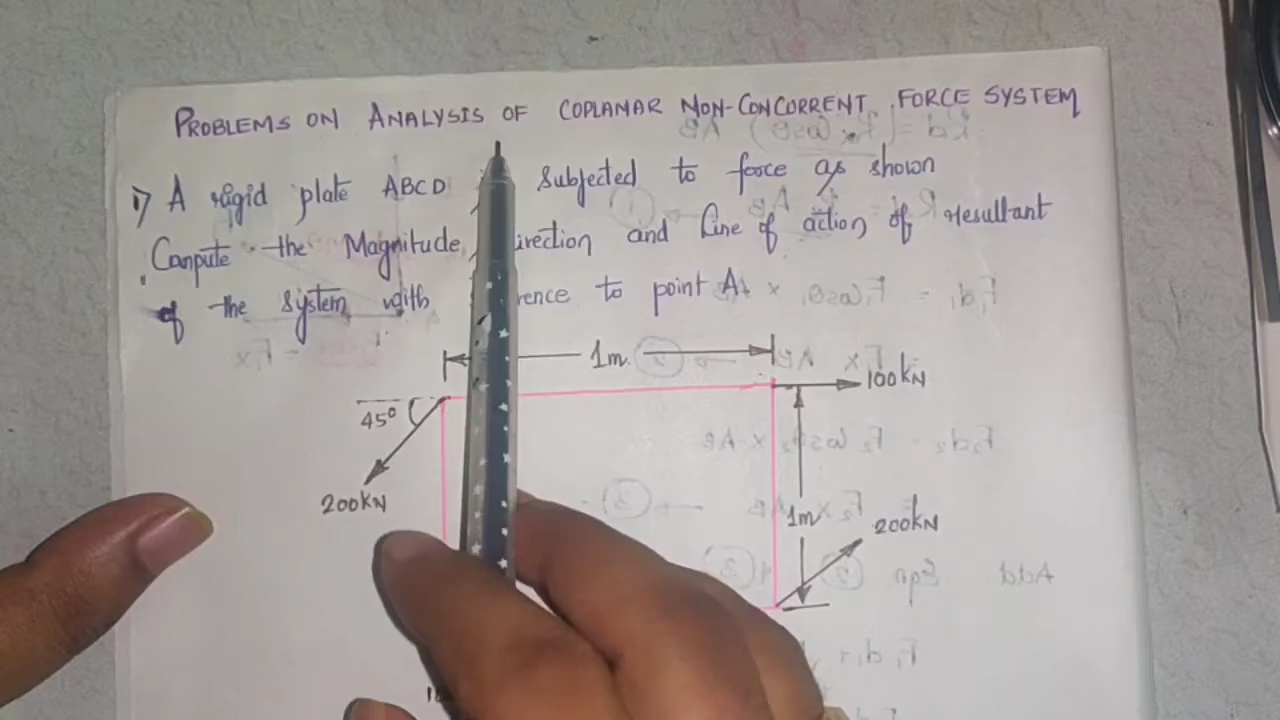 PROBLEMS ON ANALYSIS OF COPLANAR NON-CONCORRENT FORCE SYSTEM
1) A rigid plate ABCD subjected to force as shown
Compute the Magnitude, irection and line of action of resultant
of the system with rence to point A.
1m.
100kN
45°
200kN
1m
200kN